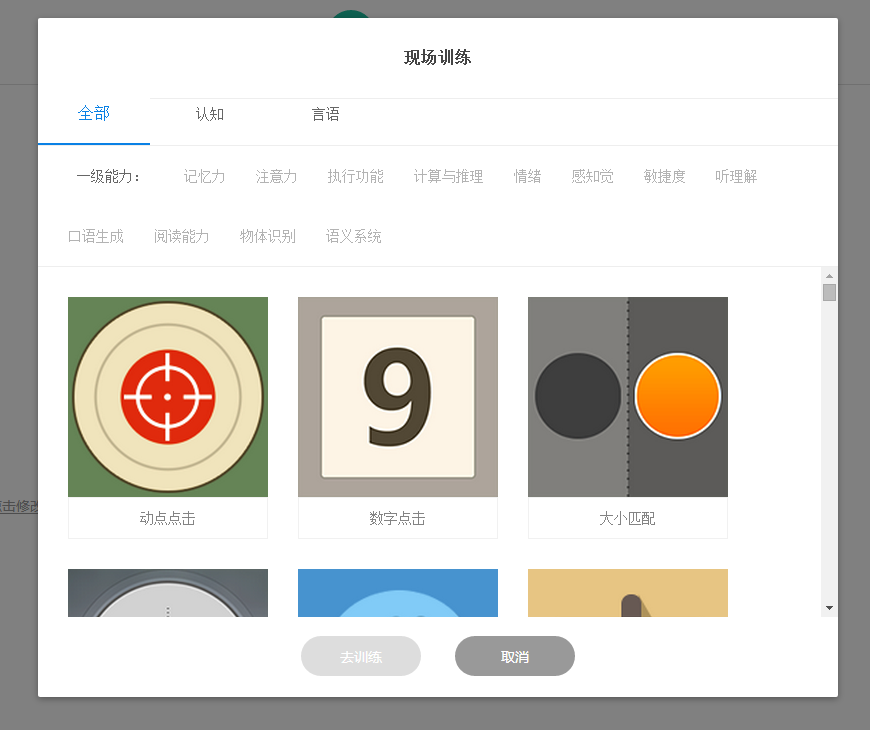 现场训练
全部 认知 言语
一级能力： 记忆力 注意力 执行功能 计算与推理 情绪 感知觉 敏捷度 听理解
口语生成 阅读能力 物体识别 语义系统
9
动点点击 数字点击 大小匹配
点击修改
去训练 取消